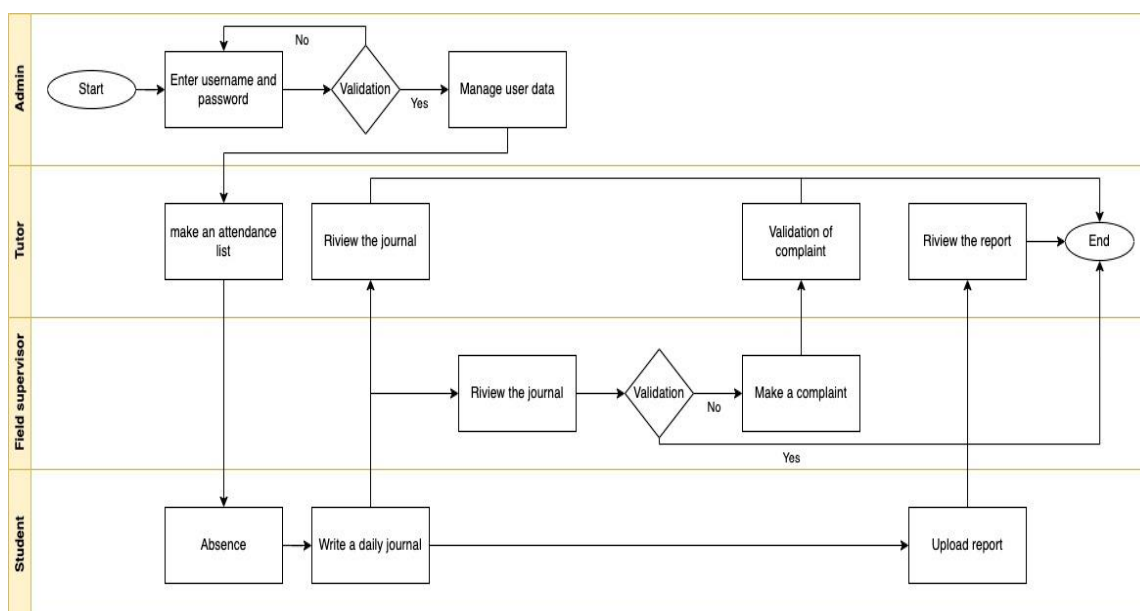 Admin
Start
Enter username and
password
No
Validation
Yes
Manage user data
Tutor
make an attendance
list
Riview the journal
Validation of
complaint
Riview the report
End
Field supervisor
Riview the journal
Validation
No
Make a complaint
Yes
Student
Absence
Write a daily journal
Upload report